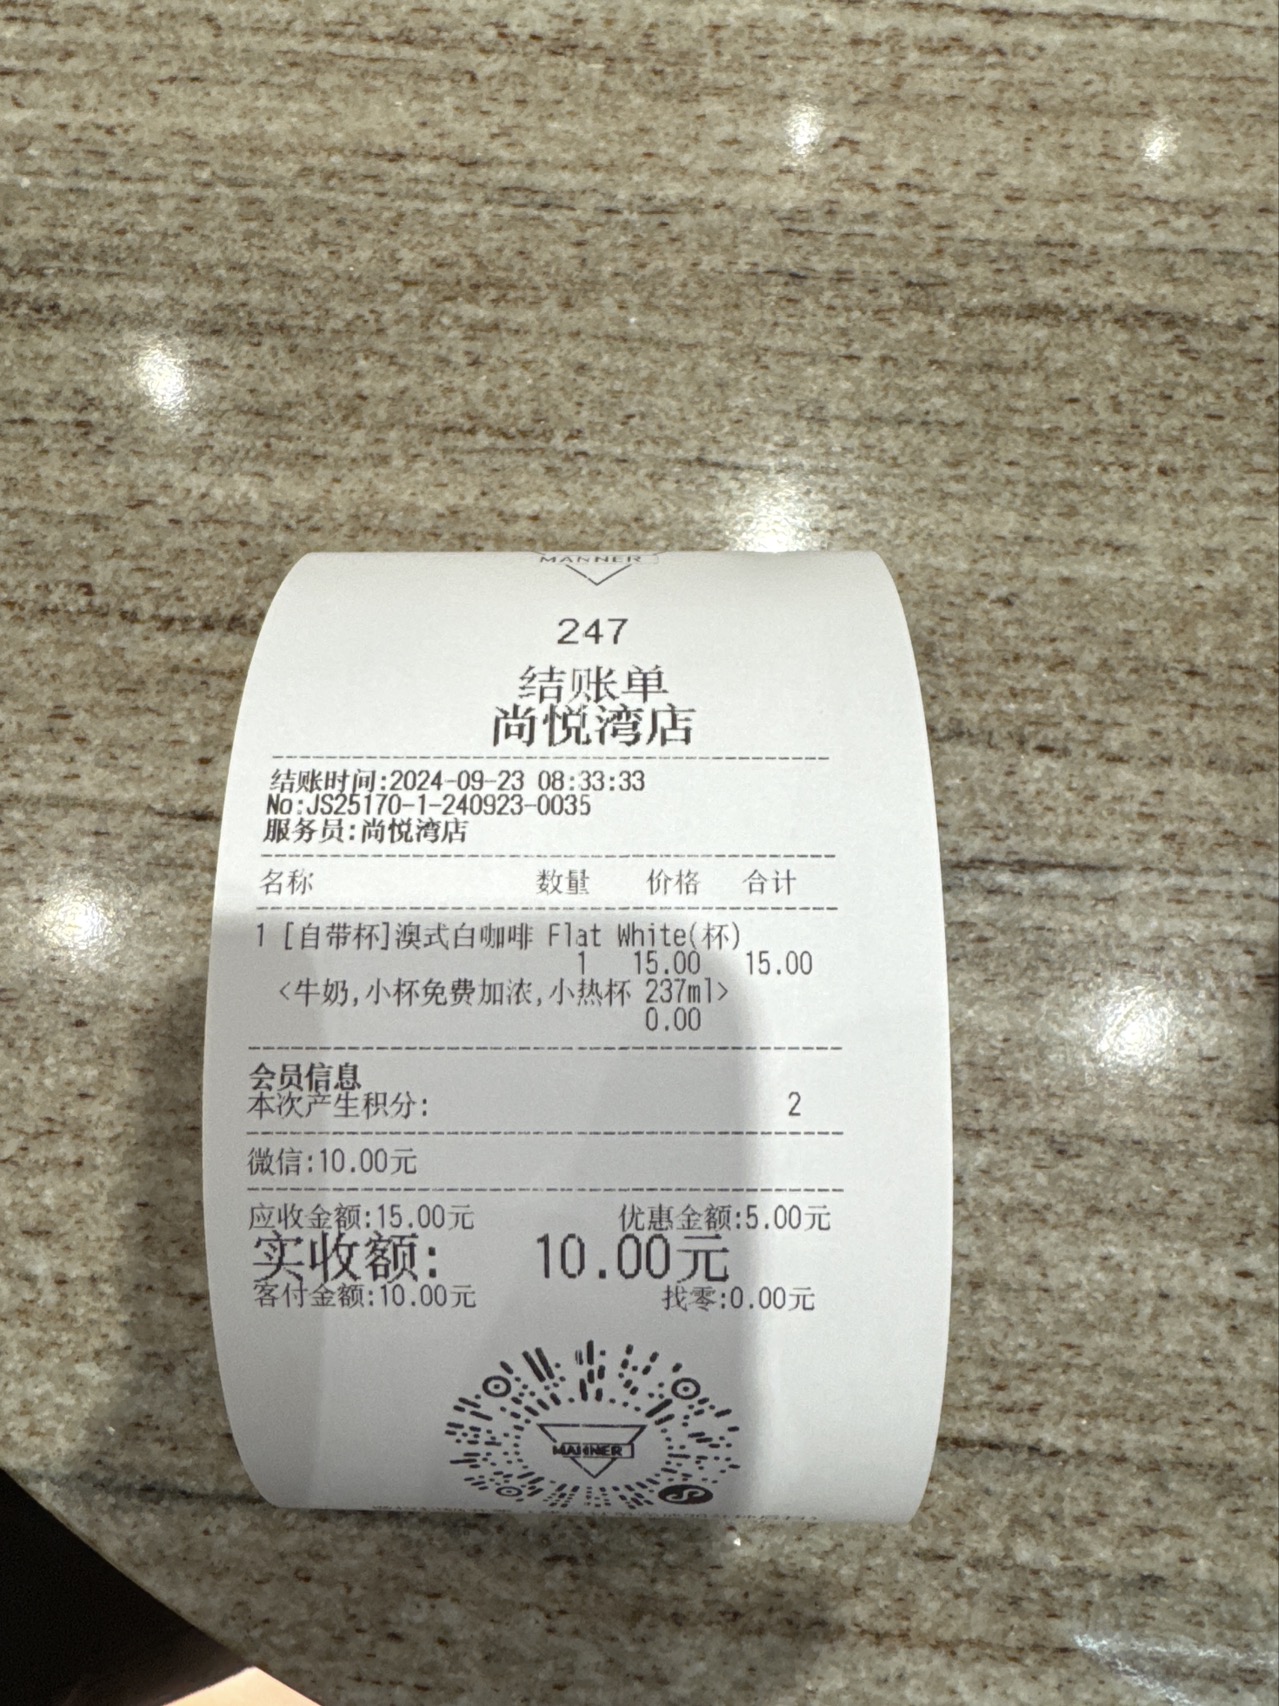 MANNER
247
结账单
尚悦湾店
结账时间:2024-09-23 08:33:33
No:JS25170-1-240923-0035
服务员:尚悦湾店
名称 数量 价格 合计
1 [自带杯]澳式白咖啡 Flat White(杯)
1 15.00 15.00
<牛奶,小杯免费加浓,小热杯 237ml>
0.00
会员信息
本次产生积分: 2
微信:10.00元
应收金额:15.00元 优惠金额:5.00元
实收额: 10.00元
客付金额:10.00元 找零:0.00元
MANNER